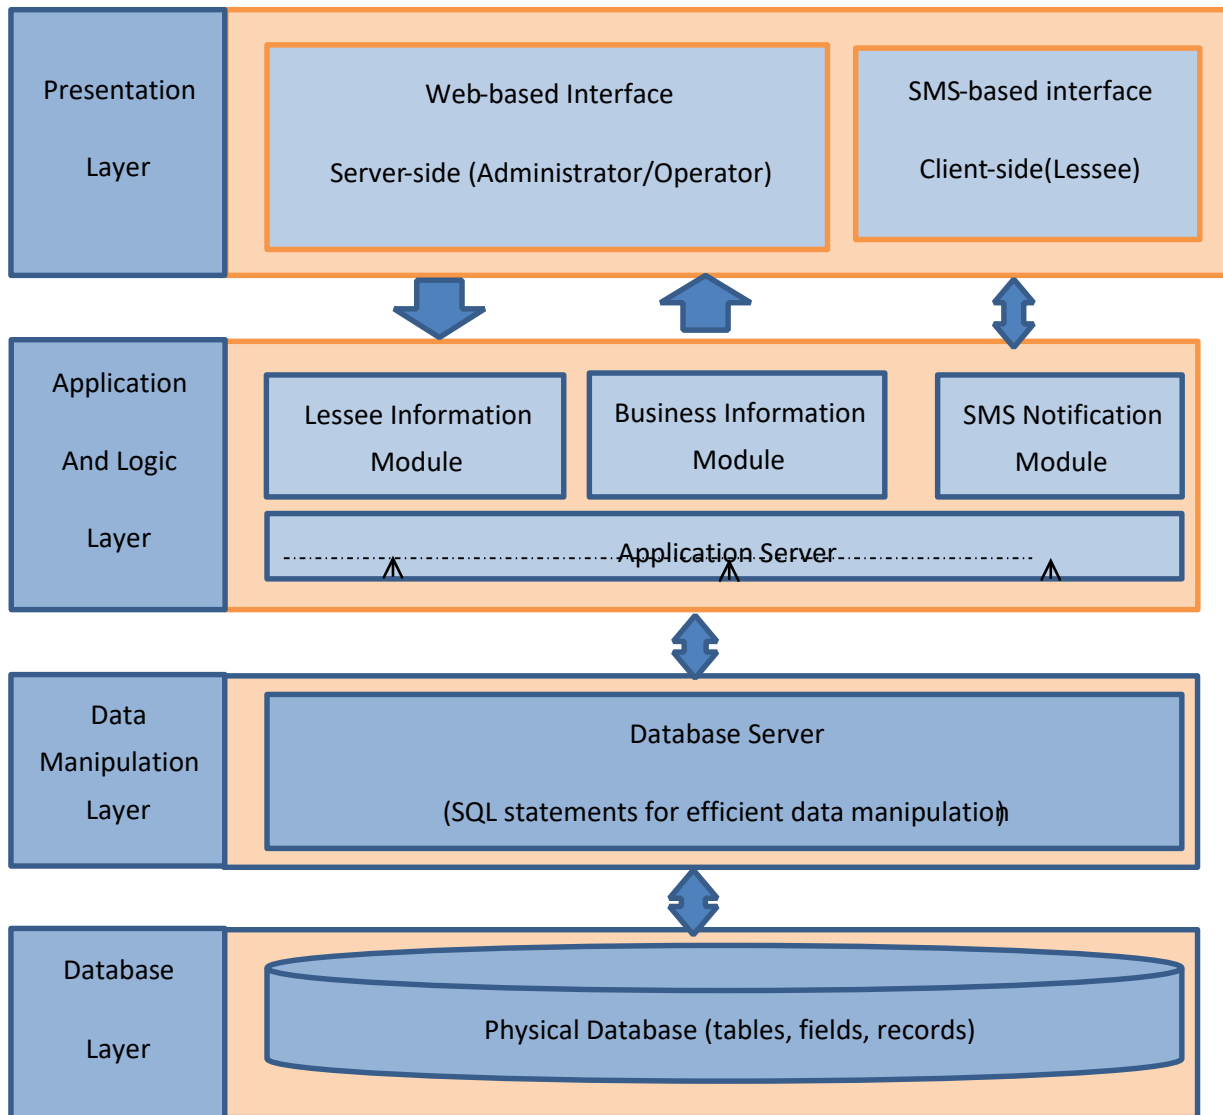 Presentation
Layer
Web-based Interface
Server-side (Administrator/Operator)
SMS-based interface
Client-side(Lessee)
Application
And Logic
Layer
Lessee Information
Module
Business Information
Module
SMS Notification
Module
Application Server
Data
Manipulation
Layer
Database Server
(SQL statements for efficient data manipulation)
Database
Layer
Physical Database (tables, fields, records)